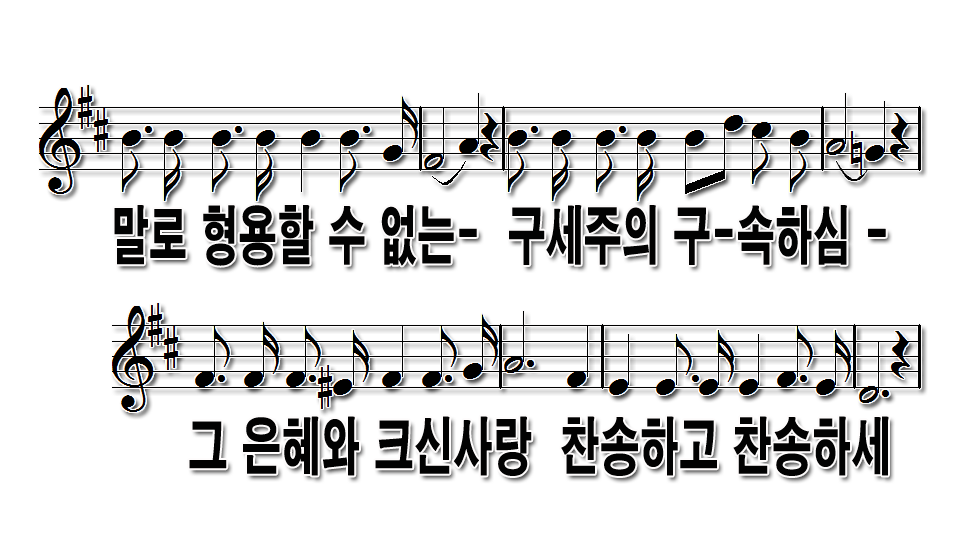 말로 형용할 수 없는- 구세주의 구-속하심 -
그 은혜와 크신사랑 찬송하고 찬송하세